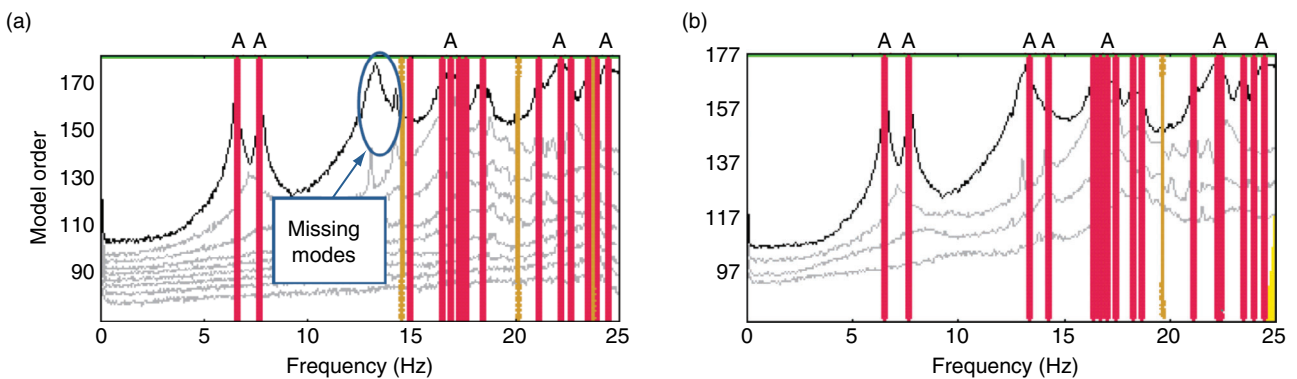 (a)
A A A A A
170
150
130
110
90
Model order
Missing
modes
0 5 10 15 20 25
Frequency (Hz)
(b)
A A A A A A A
177
157
137
117
97
0 5 10 15 20 25
Frequency (Hz)